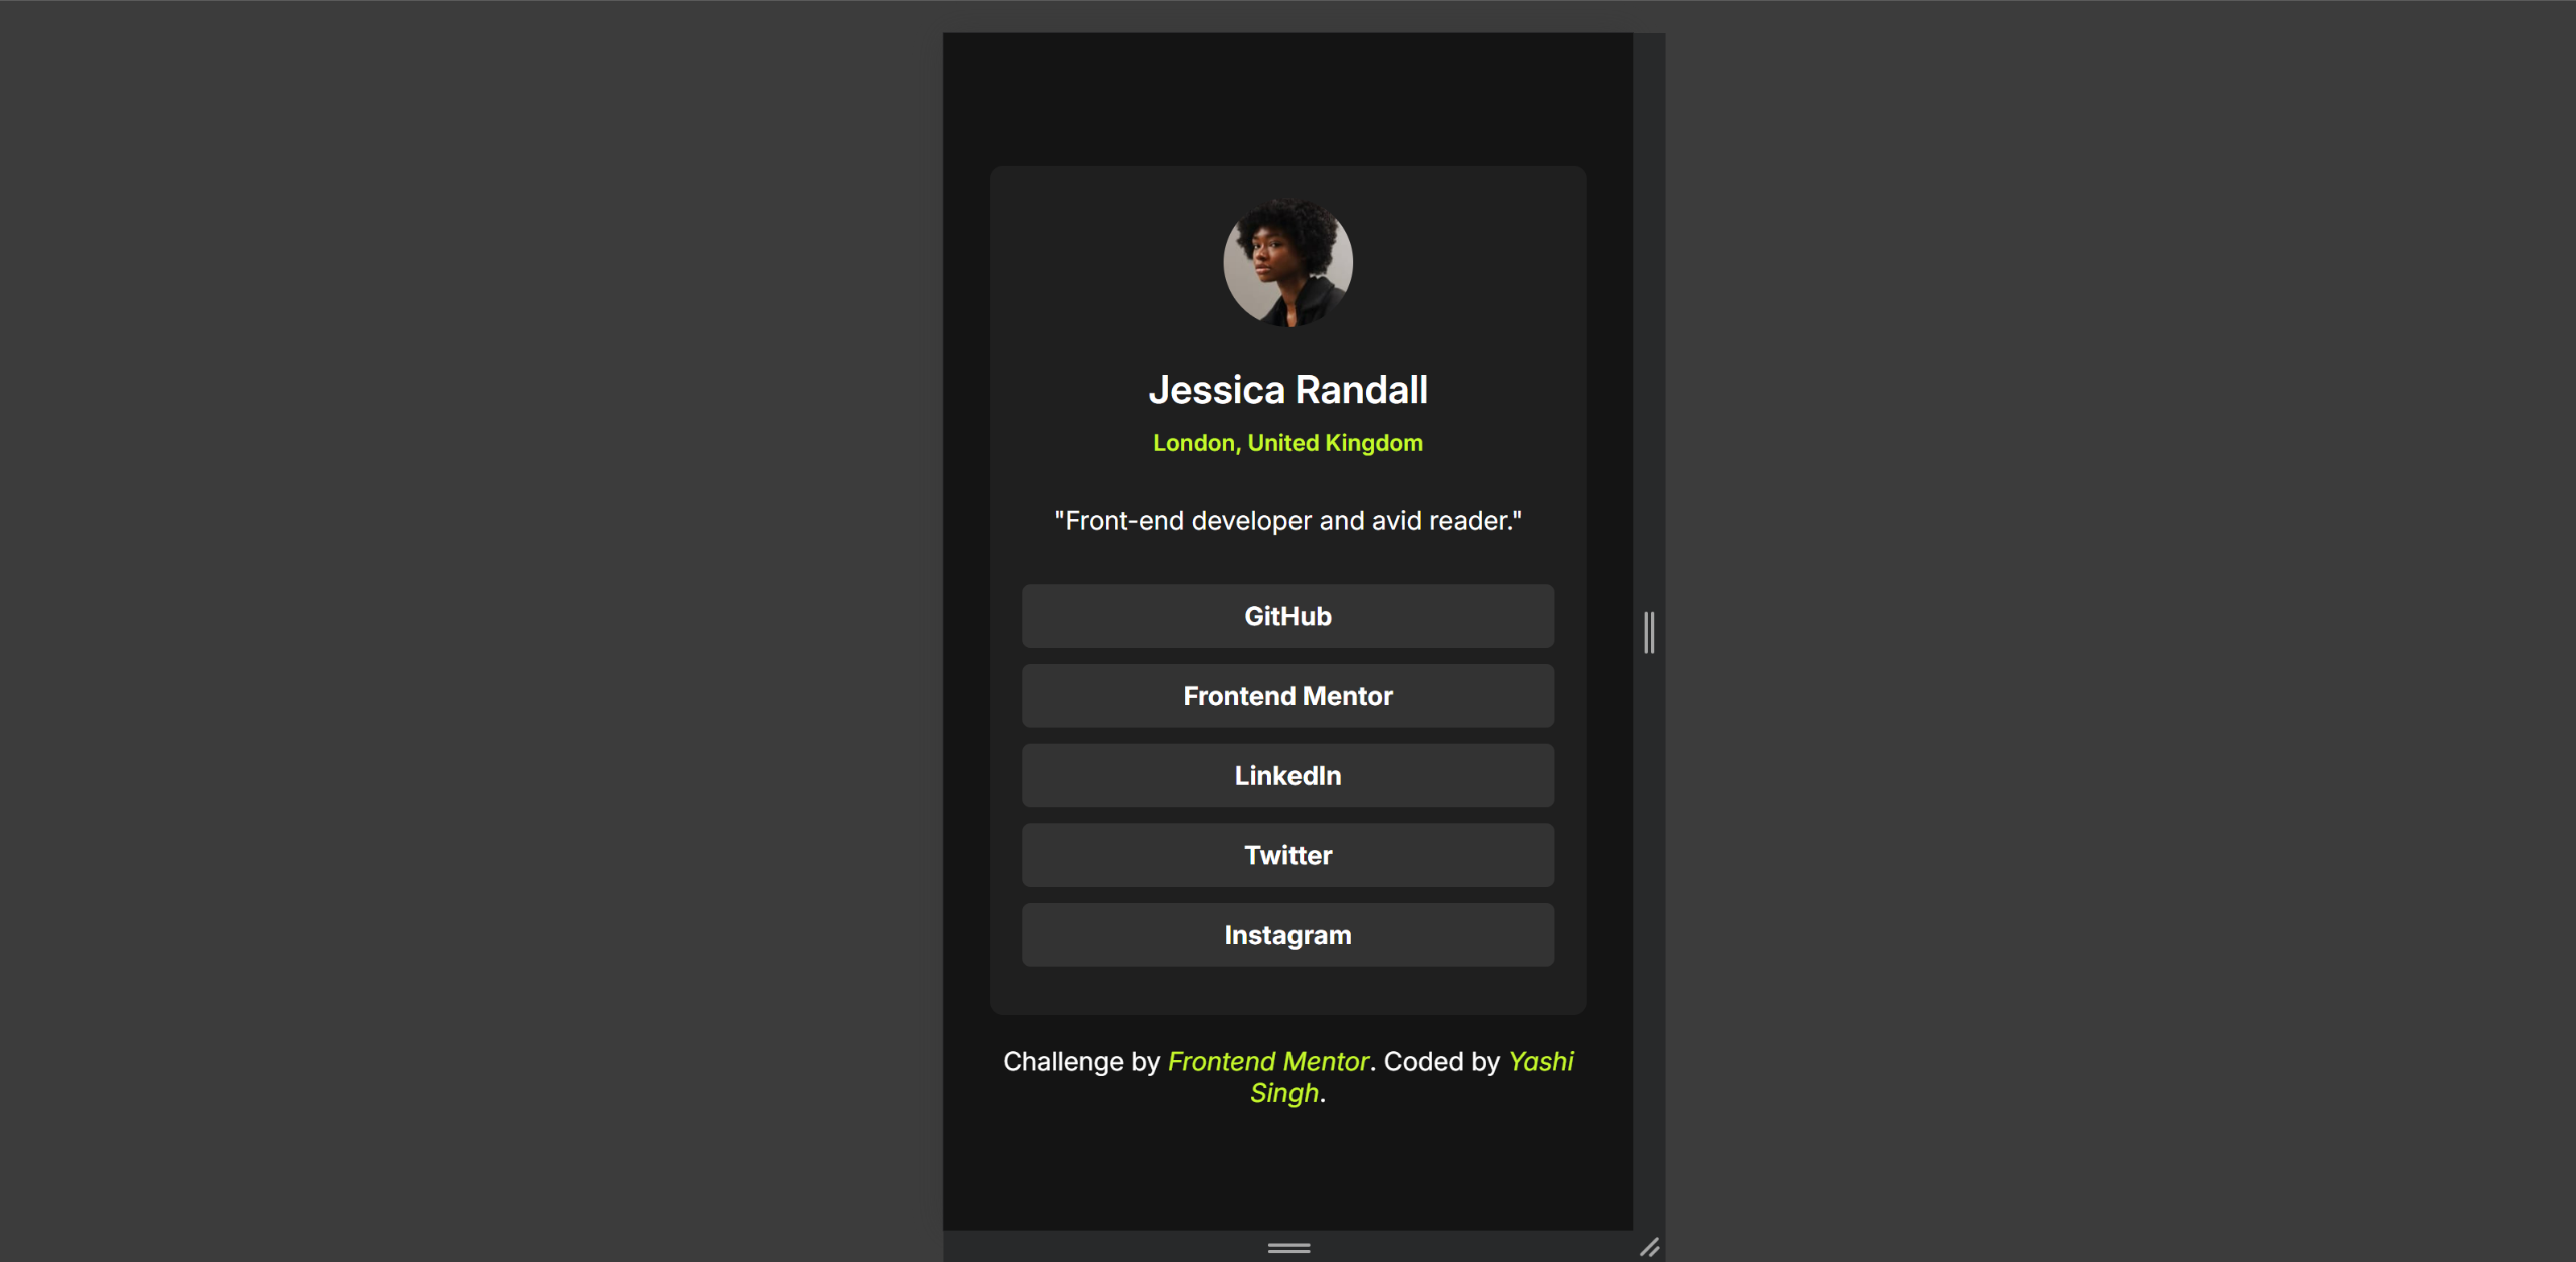 Jessica Randall
London, United Kingdom
"Front-end developer and avid reader."
GitHub
Frontend Mentor
LinkedIn
Twitter
Instagram
Challenge by Frontend Mentor. Coded by Yashi
Singh.